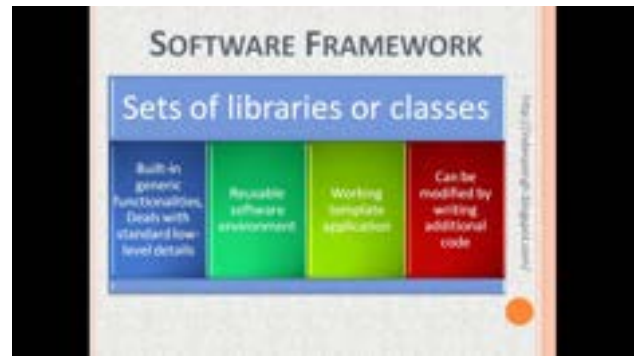 SOFTWARE FRAMEWORK
Sets of libraries or classes
Built-in
generic
functionalities,
Deals with
standard low-
level details
Reusable
software
environment
Working
template
application
Can be
modified by
writing
additional
code